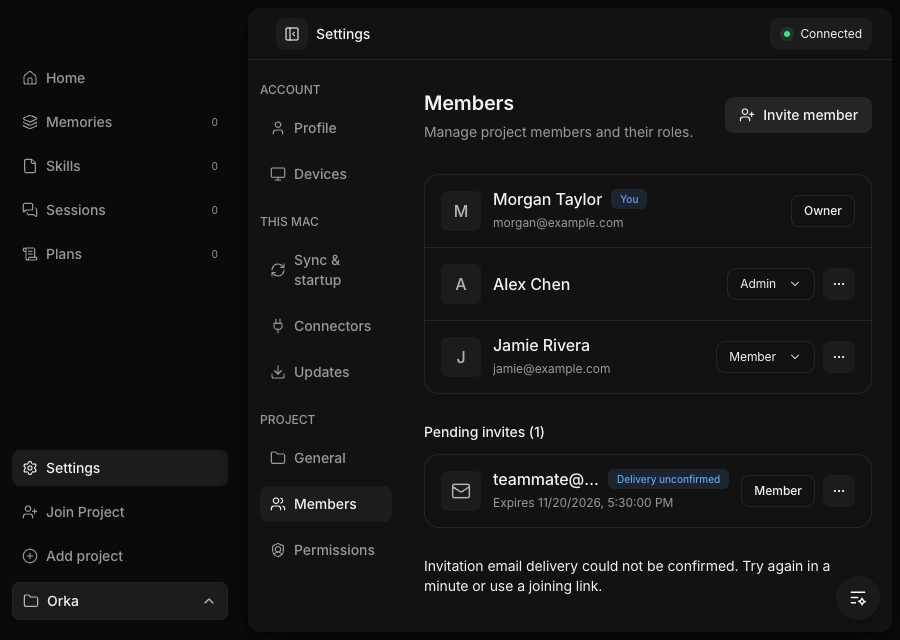 Settings
Connected
Home
Memories 0
Skills 0
Sessions 0
Plans 0
Settings
Join Project
Add project
Orka
ACCOUNT
Profile
Devices
THIS MAC
Sync &
startup
Connectors
Updates
PROJECT
General
Members
Permissions
Members
Manage project members and their roles.
Invite member
M
Morgan Taylor You
morgan@example.com
Owner
A
Alex Chen
Admin
J
Jamie Rivera
jamie@example.com
Member
Pending invites (1)
teammate@... Delivery unconfirmed
Expires 11/20/2026, 5:30:00 PM
Member
Invitation email delivery could not be confirmed. Try again in a
minute or use a joining link.